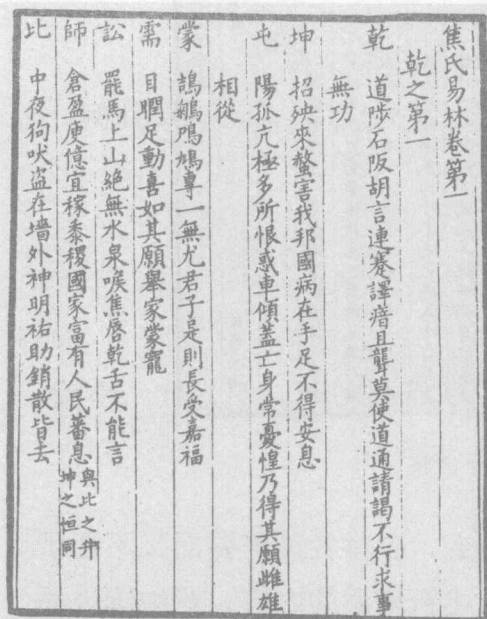 焦氏易林卷第一
乾之第一
乾 道陟石阪胡言連蹇譯瘖且聾莫使道通請謁不行求事
無功
坤 招殃來螫害我邦國病在手足不得安息
屯 陽孤亢極多所恨惑車傾蓋亡身常憂惶乃得其願雌雄
相從
蒙 鵠鵃鳲鳩專一無尤君子是則長受嘉福
需 目瞤足動喜如其願舉家蒙寵
訟 罷馬上山絶無水泉喉焦唇乾舌不能言
師 倉盈庾億宜稼黍稷國家富有人民蕃息 與比之升
坤之恒同
比 中夜狗吠盜在墻外神明祐助銷散皆去